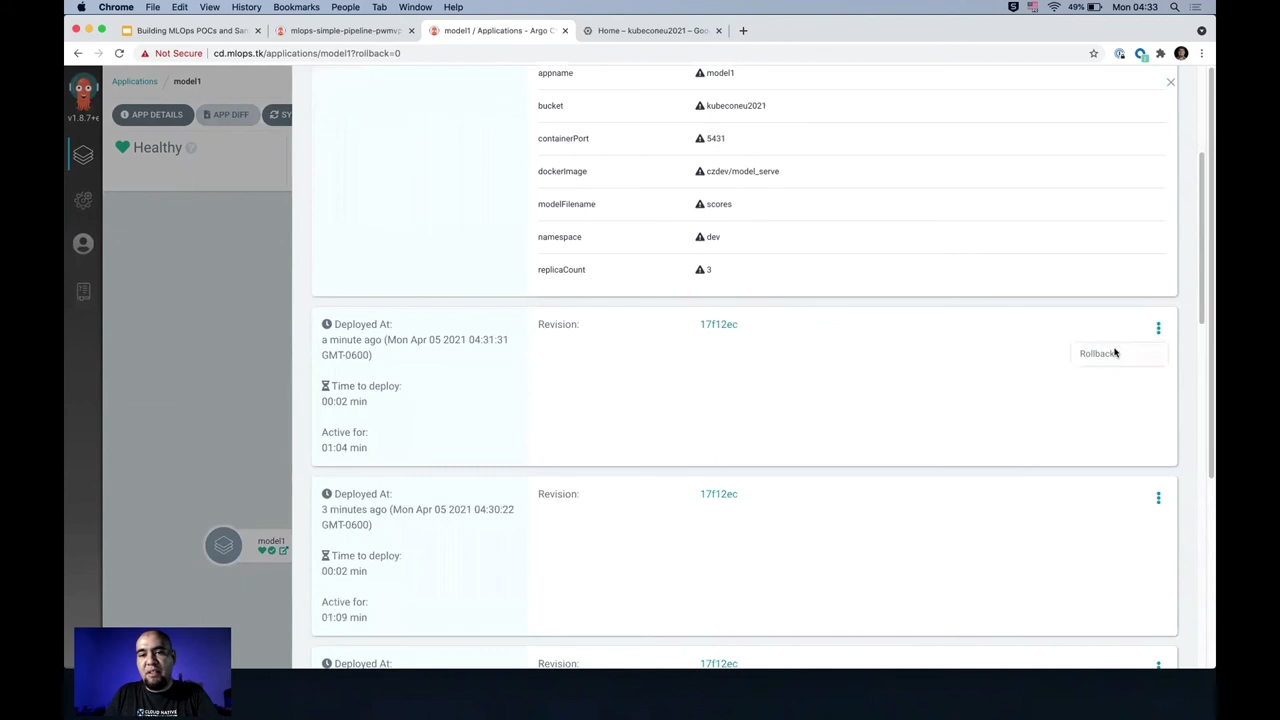 Chrome File Edit View History Bookmarks People Tab Window Help
49% Mon 04:33
Building MLOps POCs and San
mlops-simple-pipeline-pwmvp
model1 / Applications - Argo C
Home – kubeconeu2021 – Goo
Not Secure cd.mlops.tk/applications/model1?rollback=0
Applications / model1
v1.8.7+
APP DETAILS
APP DIFF
SY
Healthy
model1
appname model1
bucket kubeconeu2021
containerPort 5431
dockerImage czdev/model_serve
modelFilename scores
namespace dev
replicaCount 3
Deployed At:
a minute ago (Mon Apr 05 2021 04:31:31
GMT-0600)
Time to deploy:
00:02 min
Active for:
01:04 min
Revision: 17f12ec
Rollback
Deployed At:
3 minutes ago (Mon Apr 05 2021 04:30:22
GMT-0600)
Time to deploy:
00:02 min
Active for:
01:09 min
Revision: 17f12ec
Deployed At:
Revision: 17f12ec
CLOUD NATIVE